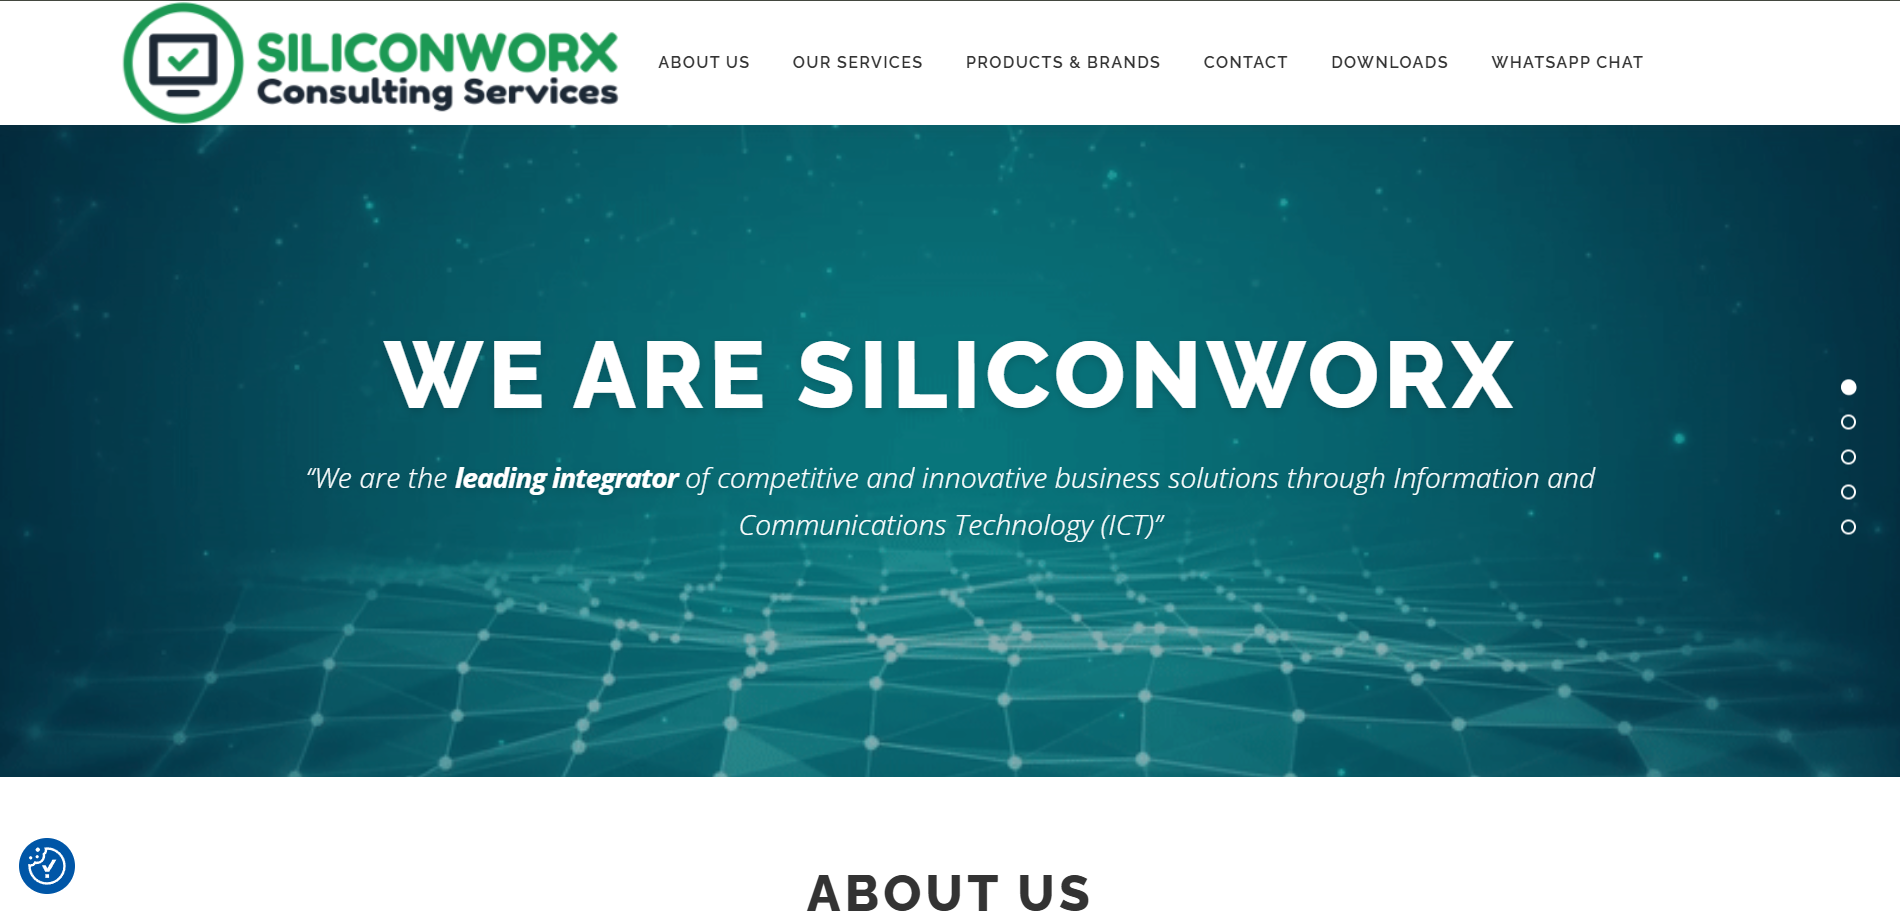 SILICONWORX
Consulting Services
ABOUT US
OUR SERVICES
PRODUCTS & BRANDS
CONTACT
DOWNLOADS
WHATSAPP CHAT
WE ARE SILICONWORX
“We are the leading integrator of competitive and innovative business solutions through Information and
Communications Technology (ICT)”
ABOUT US